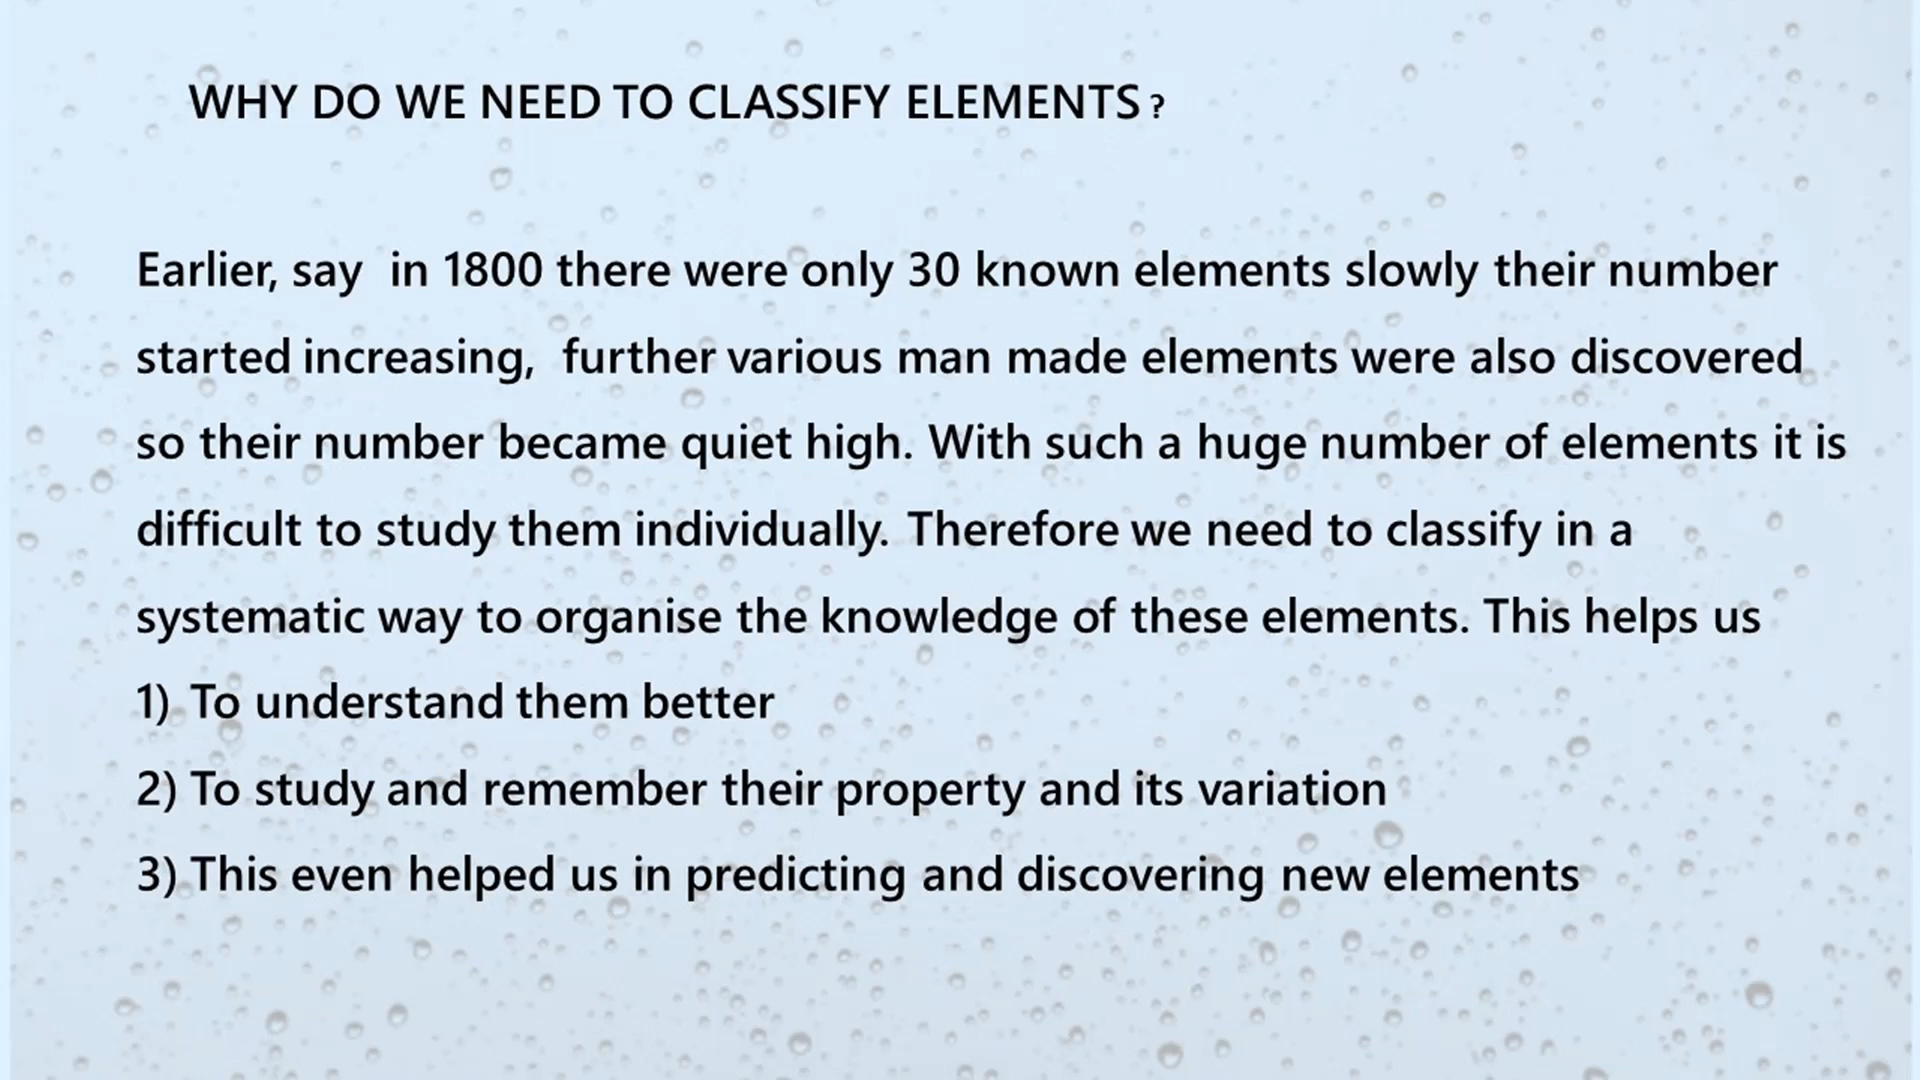 WHY DO WE NEED TO CLASSIFY ELEMENTS ?
Earlier, say in 1800 there were only 30 known elements slowly their number
started increasing, further various man made elements were also discovered
so their number became quiet high. With such a huge number of elements it is
difficult to study them individually. Therefore we need to classify in a
systematic way to organise the knowledge of these elements. This helps us
1) To understand them better
2) To study and remember their property and its variation
3) This even helped us in predicting and discovering new elements